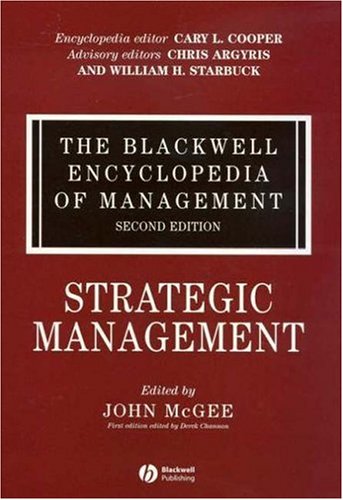 Encyclopedia editor CARY L. COOPER
Advisory editors CHRIS ARGYRIS
AND WILLIAM H. STARBUCK
THE BLACKWELL
ENCYCLOPEDIA
OF MANAGEMENT
SECOND EDITION
STRATEGIC
MANAGEMENT
Edited by
JOHN McGEE
First edition edited by Derek Channon
Blackwell
Publishing